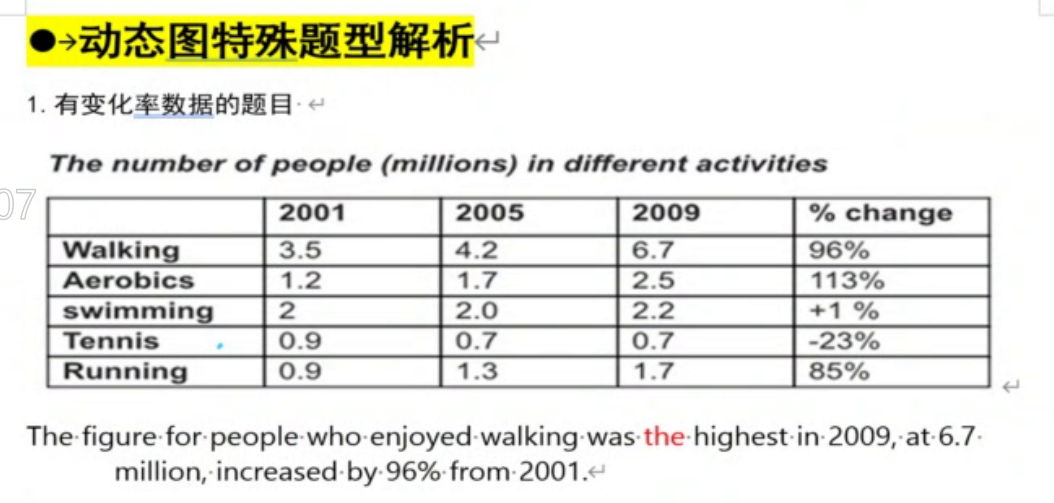 ●→动态图特殊题型解析↵
1. 有变化率数据的题目·↵
The number of people (millions) in different activities
07
2001 2005 2009 % change
Walking 3.5 4.2 6.7 96%
Aerobics 1.2 1.7 2.5 113%
swimming 2 2.0 2.2 +1 %
Tennis 0.9 0.7 0.7 -23%
Running 0.9 1.3 1.7 85%
The figure for people who enjoyed walking was the highest in 2009, at 6.7
million, increased by 96% from 2001.↵